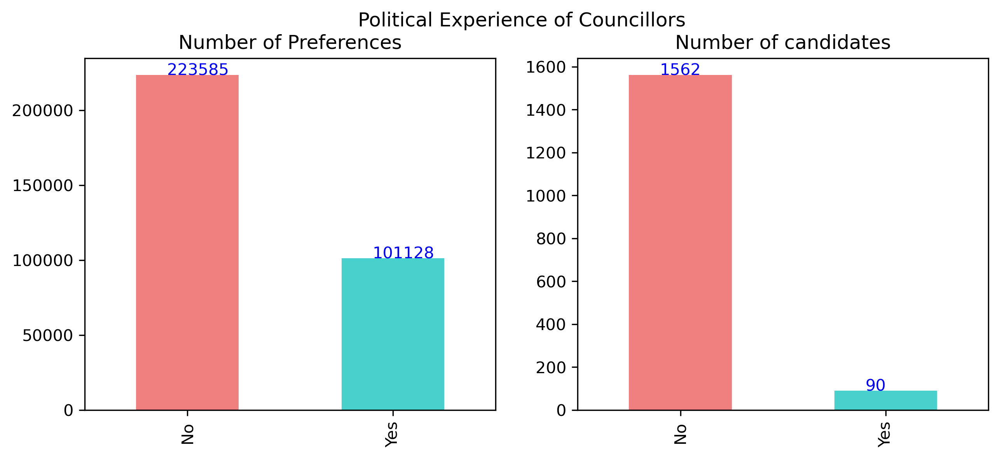 Political Experience of Councillors
Number of Preferences
223585
101128
200000
150000
100000
50000
0
No
Yes
Number of candidates
1562
90
1600
1400
1200
1000
800
600
400
200
0
No
Yes